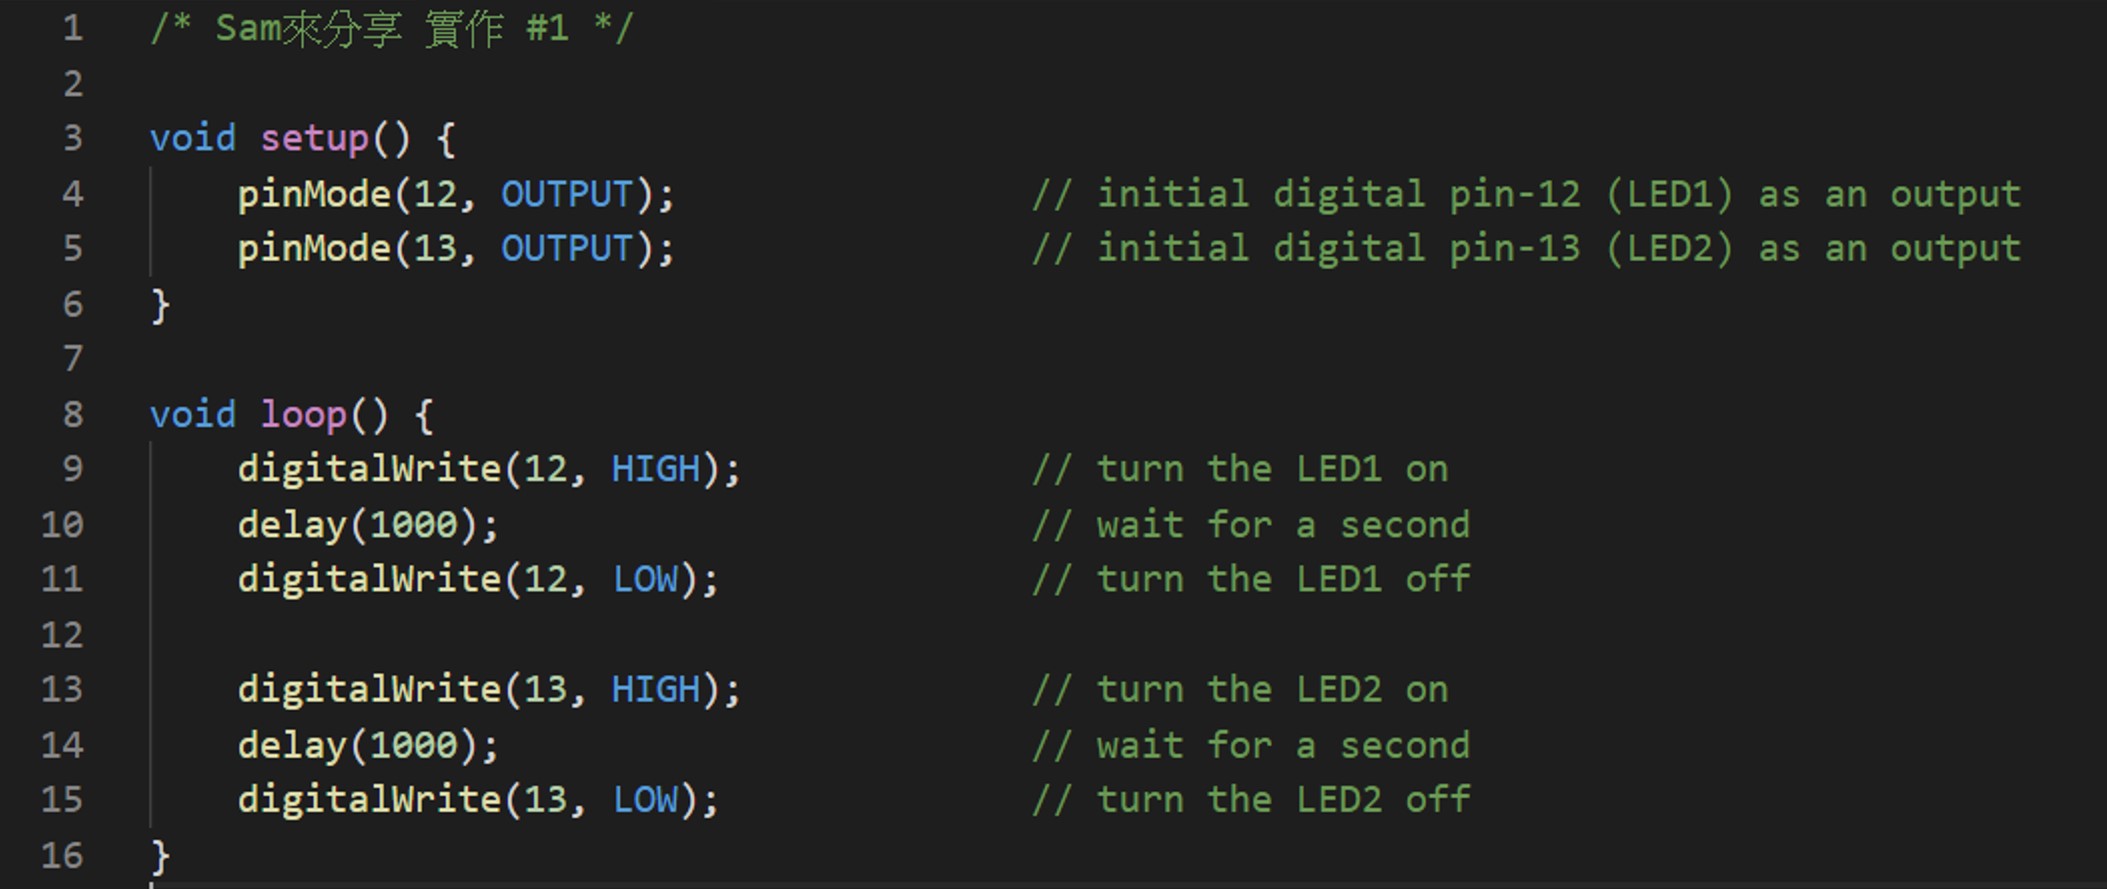 1 /* Sam來分享 實作 #1 */
2
3 void setup() {
4 pinMode(12, OUTPUT); // initial digital pin-12 (LED1) as an output
5 pinMode(13, OUTPUT); // initial digital pin-13 (LED2) as an output
6 }
7
8 void loop() {
9 digitalWrite(12, HIGH); // turn the LED1 on
10 delay(1000); // wait for a second
11 digitalWrite(12, LOW); // turn the LED1 off
12
13 digitalWrite(13, HIGH); // turn the LED2 on
14 delay(1000); // wait for a second
15 digitalWrite(13, LOW); // turn the LED2 off
16 }